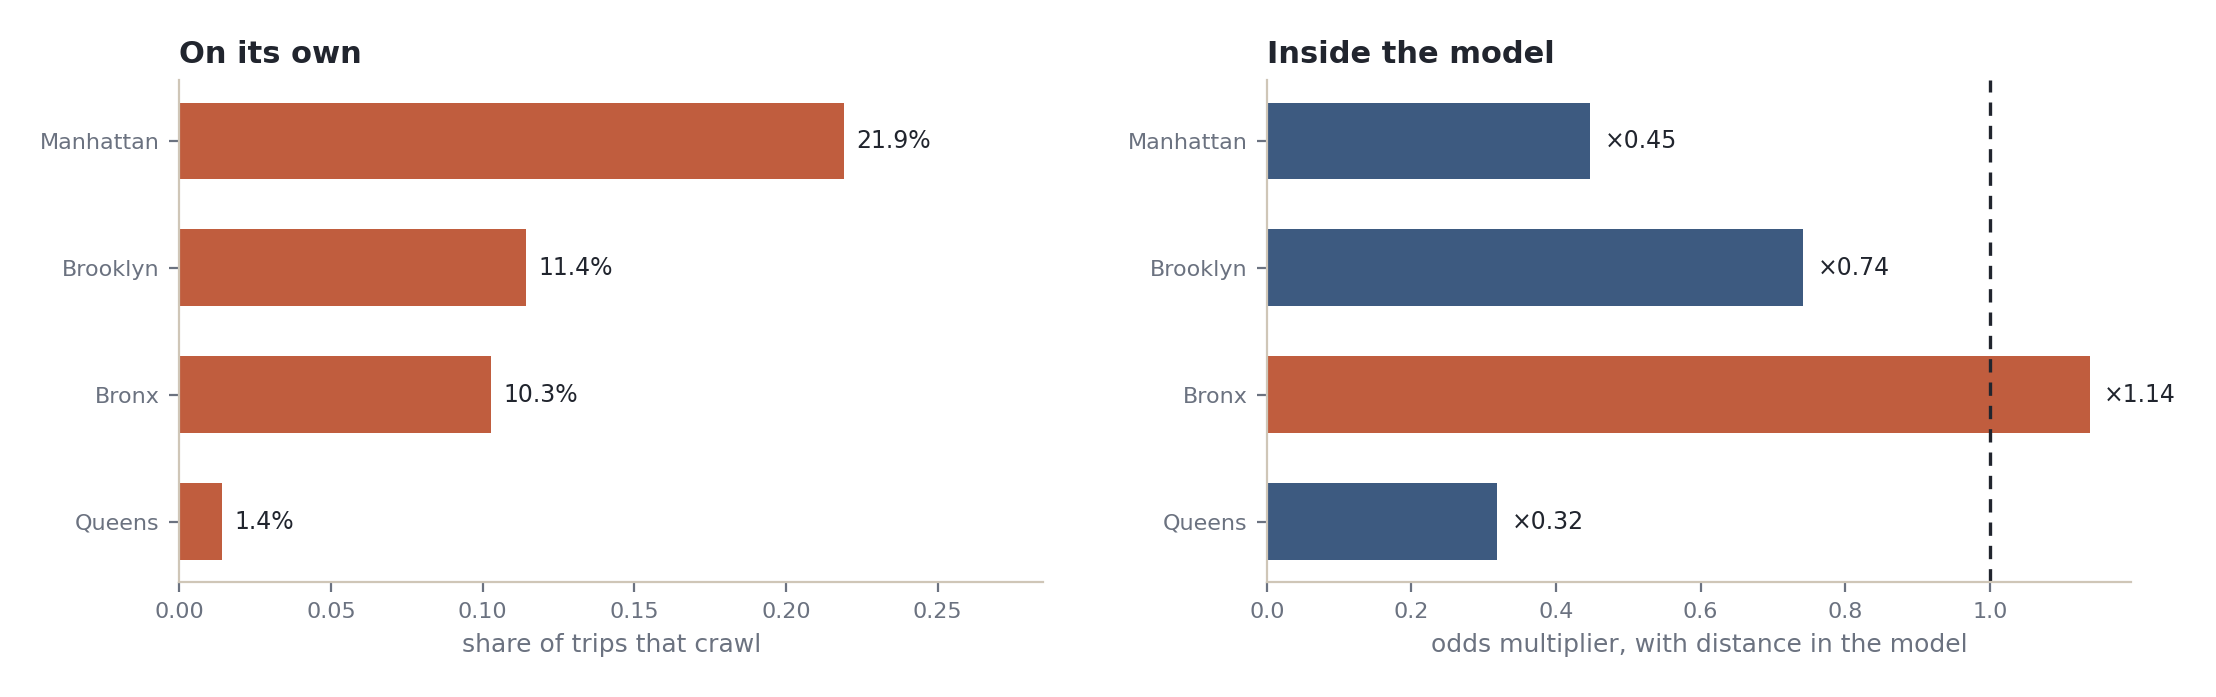 On its own
Manhattan
21.9%
Brooklyn
11.4%
Bronx
10.3%
Queens
1.4%
0.00 0.05 0.10 0.15 0.20 0.25
share of trips that crawl
Inside the model
Manhattan
×0.45
Brooklyn
×0.74
Bronx
×1.14
Queens
×0.32
0.0 0.2 0.4 0.6 0.8 1.0
odds multiplier, with distance in the model